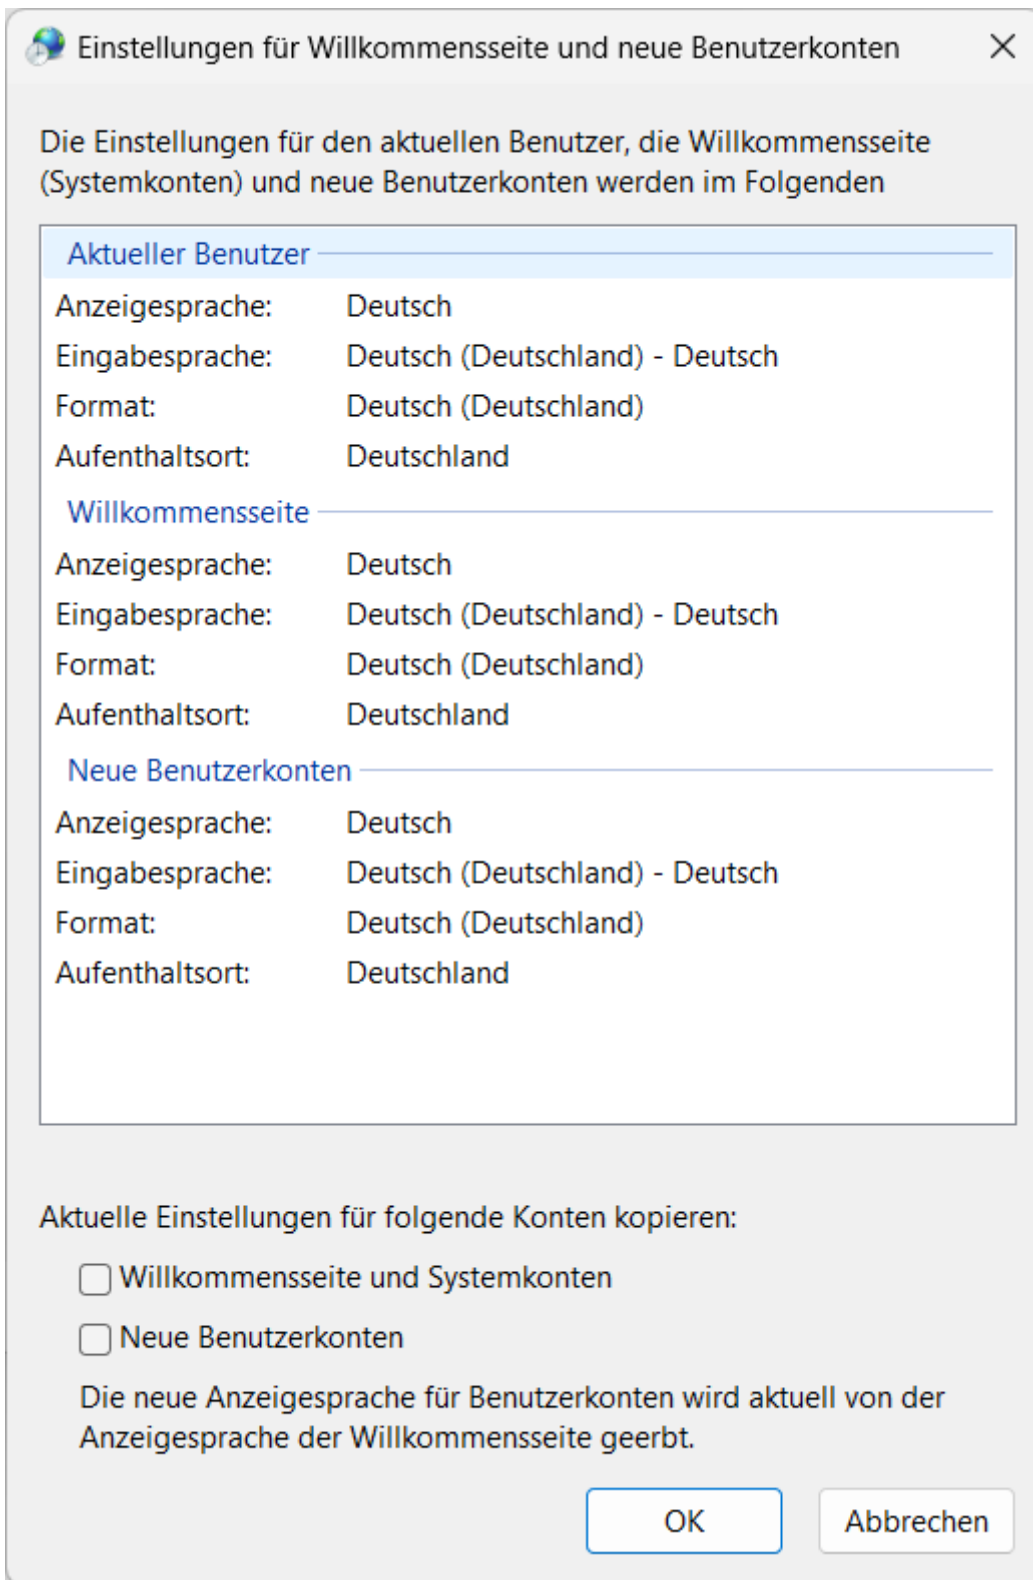 Einstellungen für Willkommensseite und neue Benutzerkonten
Die Einstellungen für den aktuellen Benutzer, die Willkommensseite
(Systemkonten) und neue Benutzerkonten werden im Folgenden
Aktueller Benutzer
Anzeigesprache: Deutsch
Eingabesprache: Deutsch (Deutschland) - Deutsch
Format: Deutsch (Deutschland)
Aufenthaltsort: Deutschland
Willkommensseite
Anzeigesprache: Deutsch
Eingabesprache: Deutsch (Deutschland) - Deutsch
Format: Deutsch (Deutschland)
Aufenthaltsort: Deutschland
Neue Benutzerkonten
Anzeigesprache: Deutsch
Eingabesprache: Deutsch (Deutschland) - Deutsch
Format: Deutsch (Deutschland)
Aufenthaltsort: Deutschland
Aktuelle Einstellungen für folgende Konten kopieren:
Willkommensseite und Systemkonten
Neue Benutzerkonten
Die neue Anzeigesprache für Benutzerkonten wird aktuell von der
Anzeigesprache der Willkommensseite geerbt.
OK Abbrechen